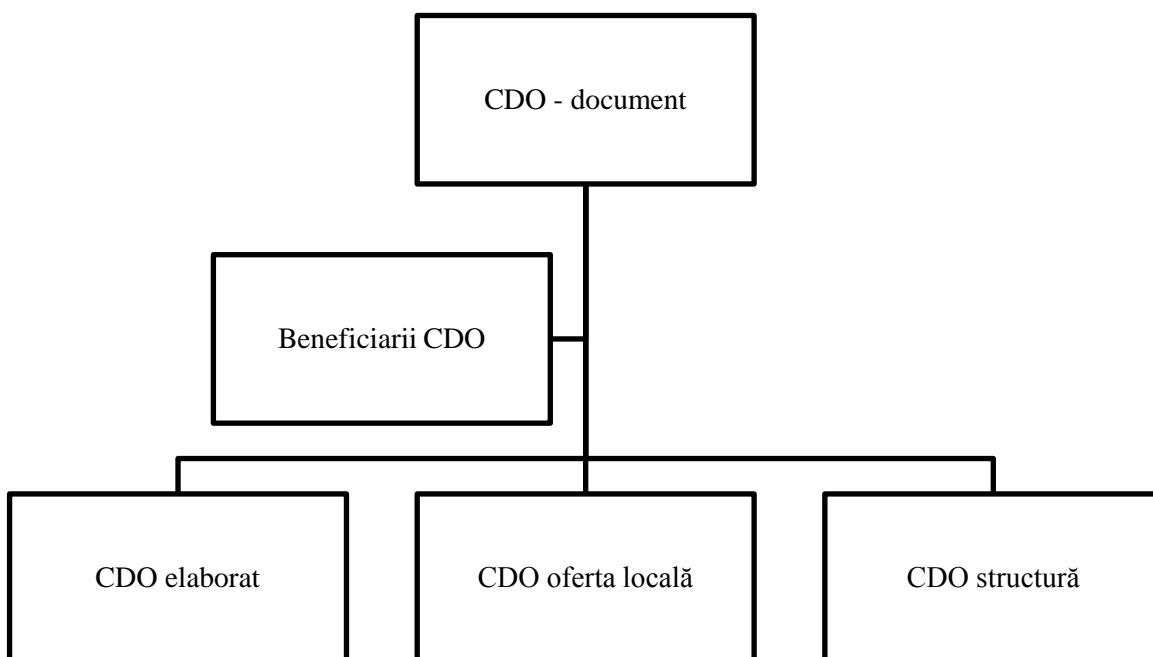 CDO - document
Beneficiarii CDO
CDO elaborat
CDO oferta locală
CDO structură